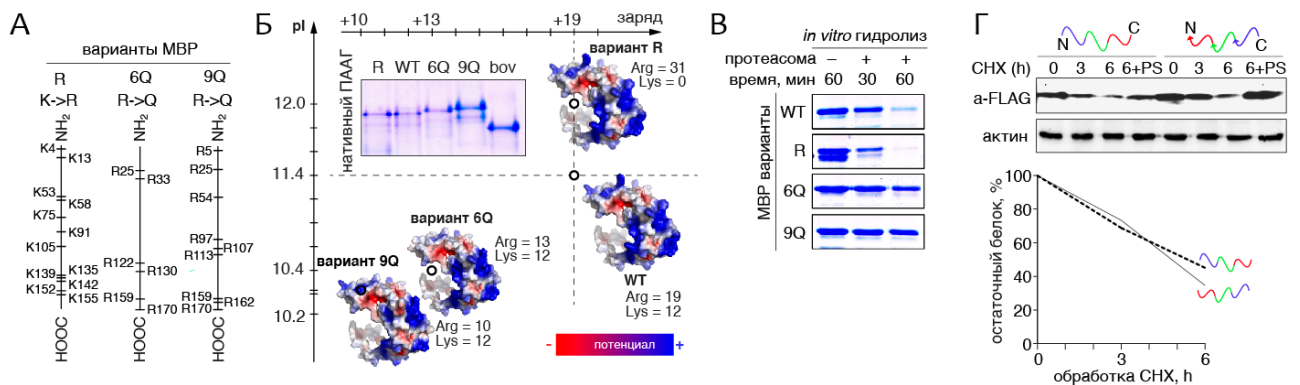 А
варианты MBP
R
6Q
9Q
K->R
R->Q
R->Q
NH2
NH2
NH2
K4
K13
K53
K58
K75
K91
K105
K139
K135
K142
K152
K155
HOOC
R25
R33
R122
R130
R159
R170
HOOC
R5
R25
R54
R97
R107
R113
R159
R162
R170
HOOC
Б
pI
+10
+13
+19
заряд
12.0
11.4
10.4
10.2
нативный ПААГ
R WT 6Q 9Q bov
вариант R
Arg = 31
Lys = 0
вариант 6Q
Arg = 13
Lys = 12
вариант 9Q
Arg = 10
Lys = 12
WT
Arg = 19
Lys = 12
- потенциал +
В
in vitro гидролиз
протеасома – + +
время, мин 60 30 60
MBP варианты
WT
R
6Q
9Q
Г
N
C
N
C
CHX (h) 0 3 6 6+PS 0 3 6 6+PS
a-FLAG
актин
остаточный белок, %
100
80
60
40
20
0
0 3 6
обработка CHX, h